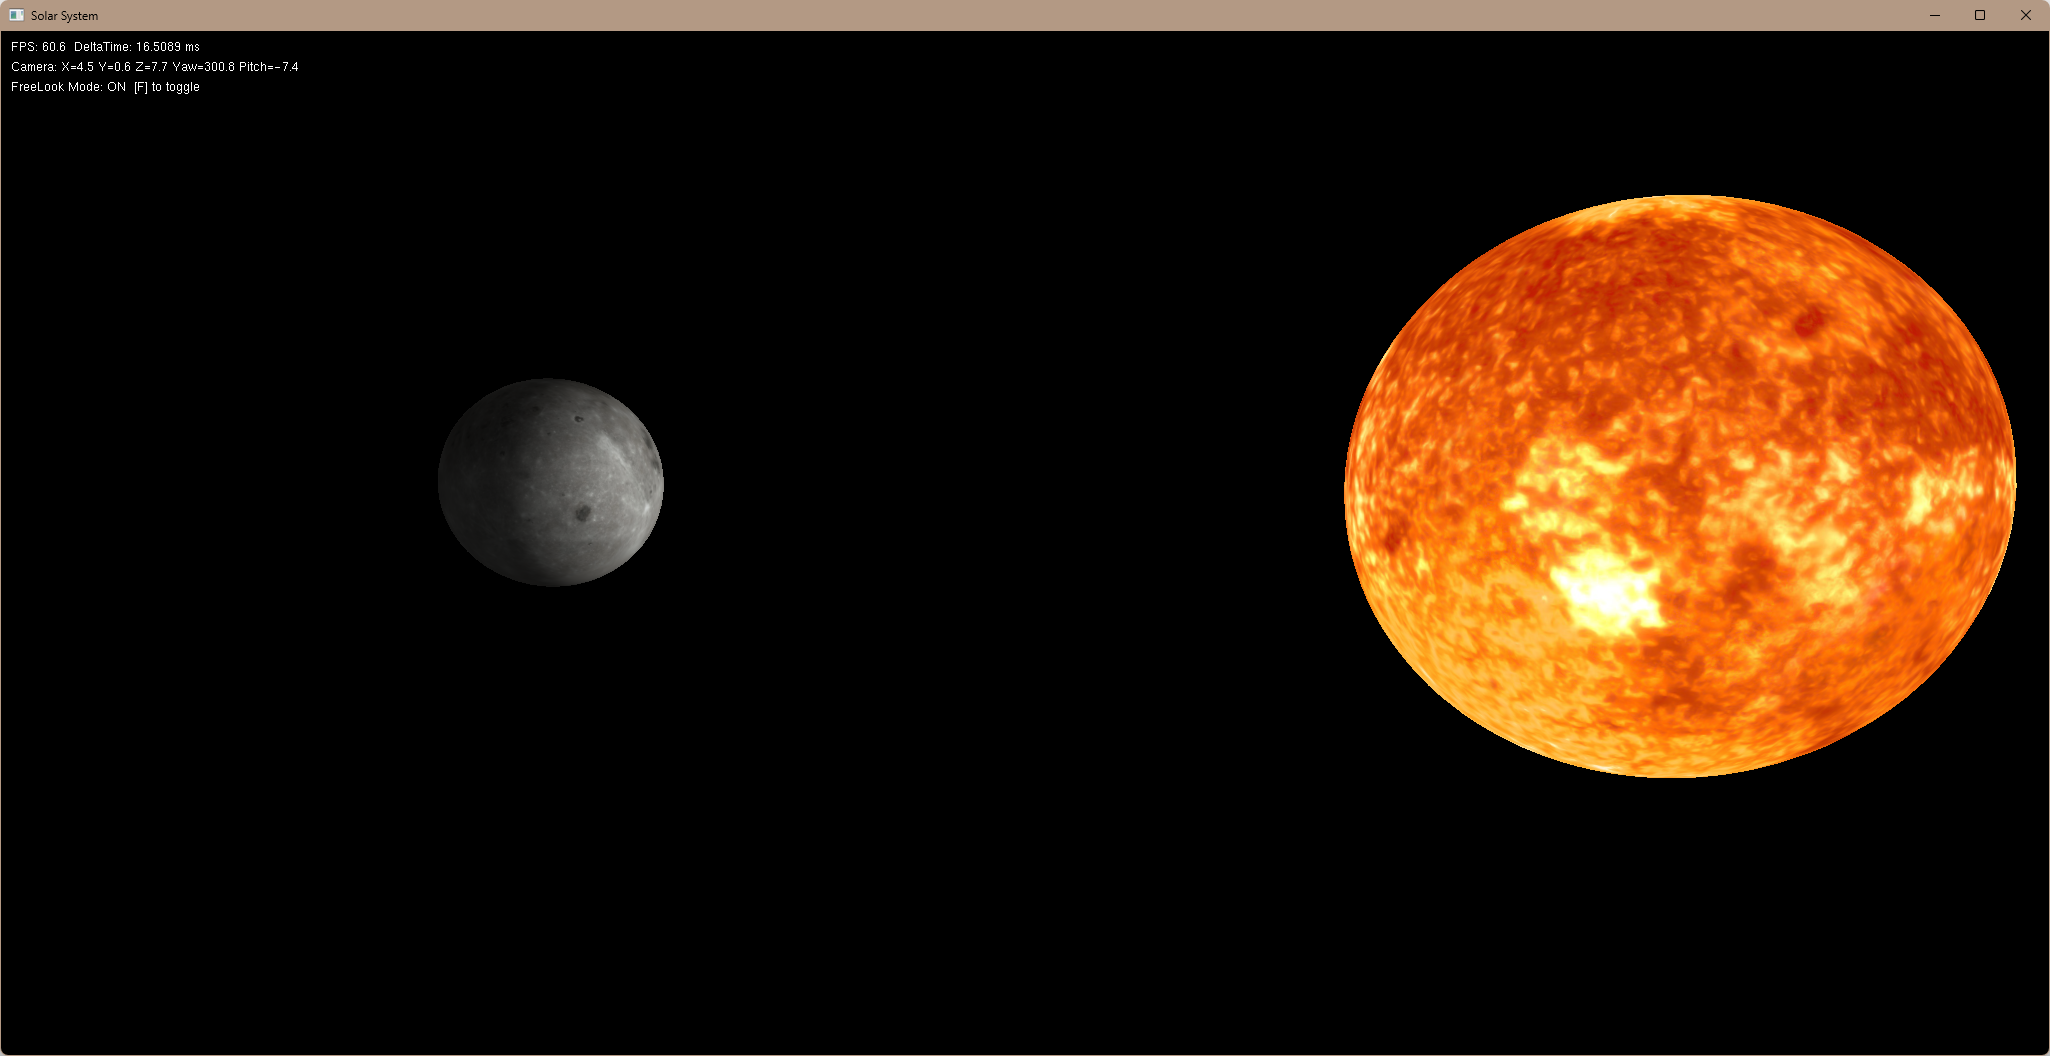 Solar System
FPS: 60.6  DeltaTime: 16.5089 ms
Camera: X=4.5 Y=0.6 Z=7.7 Yaw=300.8 Pitch=-7.4
FreeLook Mode: ON  [F] to toggle